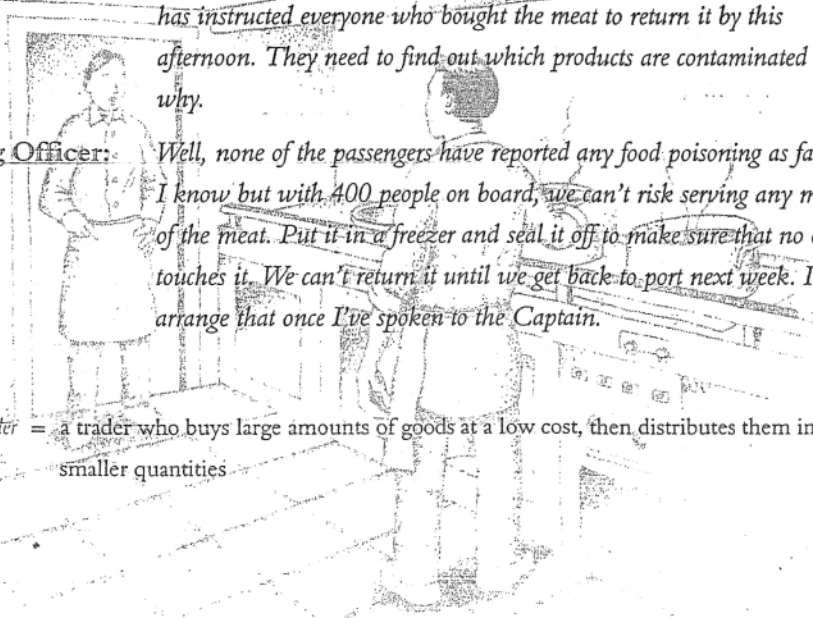 has instructed everyone who bought the meat to return it by this
afternoon. They need to find out which products are contaminated
why.
Officer: Well, none of the passengers have reported any food poisoning as fa
I know but with 400 people on board, we can't risk serving any m
of the meat. Put it in a freezer and seal it off to make sure that no
touches it. We can't return it until we get back to port next week. I
arrange that once I've spoken to the Captain.
= a trader who buys large amounts of goods at a low cost, then distributes them in
smaller quantities